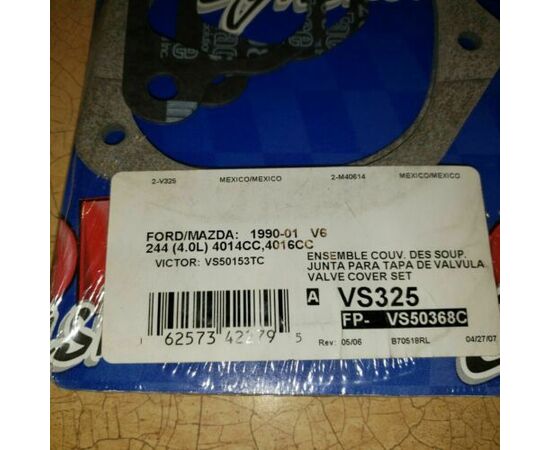 2-V325 MEXICO/MEXICO 2-M40614 MEXICO/MEXICO
FORD/MAZDA: 1990-01 V6
244 (4.0L) 4014CC,4016CC
VICTOR: VS50153TC
ENSEMBLE COUV. DES SOUP.
JUNTA PARA TAPA DE VALVULA
VALVE COVER SET
A VS325
FP- VS50368C
62573 42279 5
Rev: 05/06 B70518RL 04/27/07